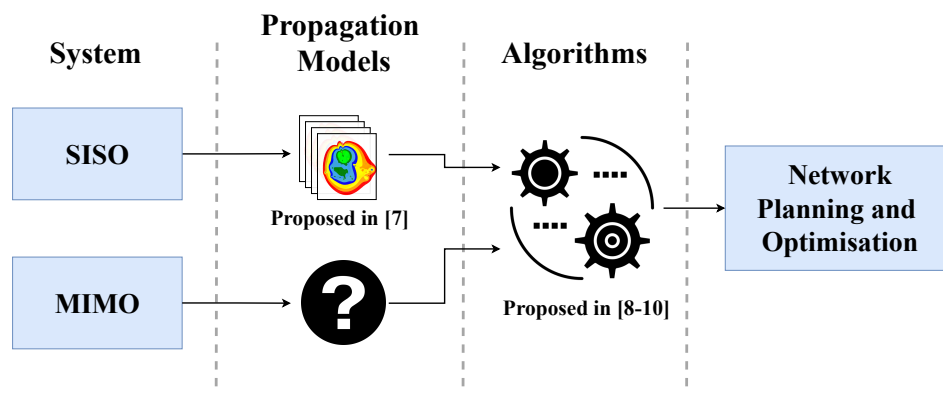 System
Propagation
Models
Algorithms
SISO
Proposed in [7]
MIMO
?
Proposed in [8-10]
Network
Planning and
Optimisation